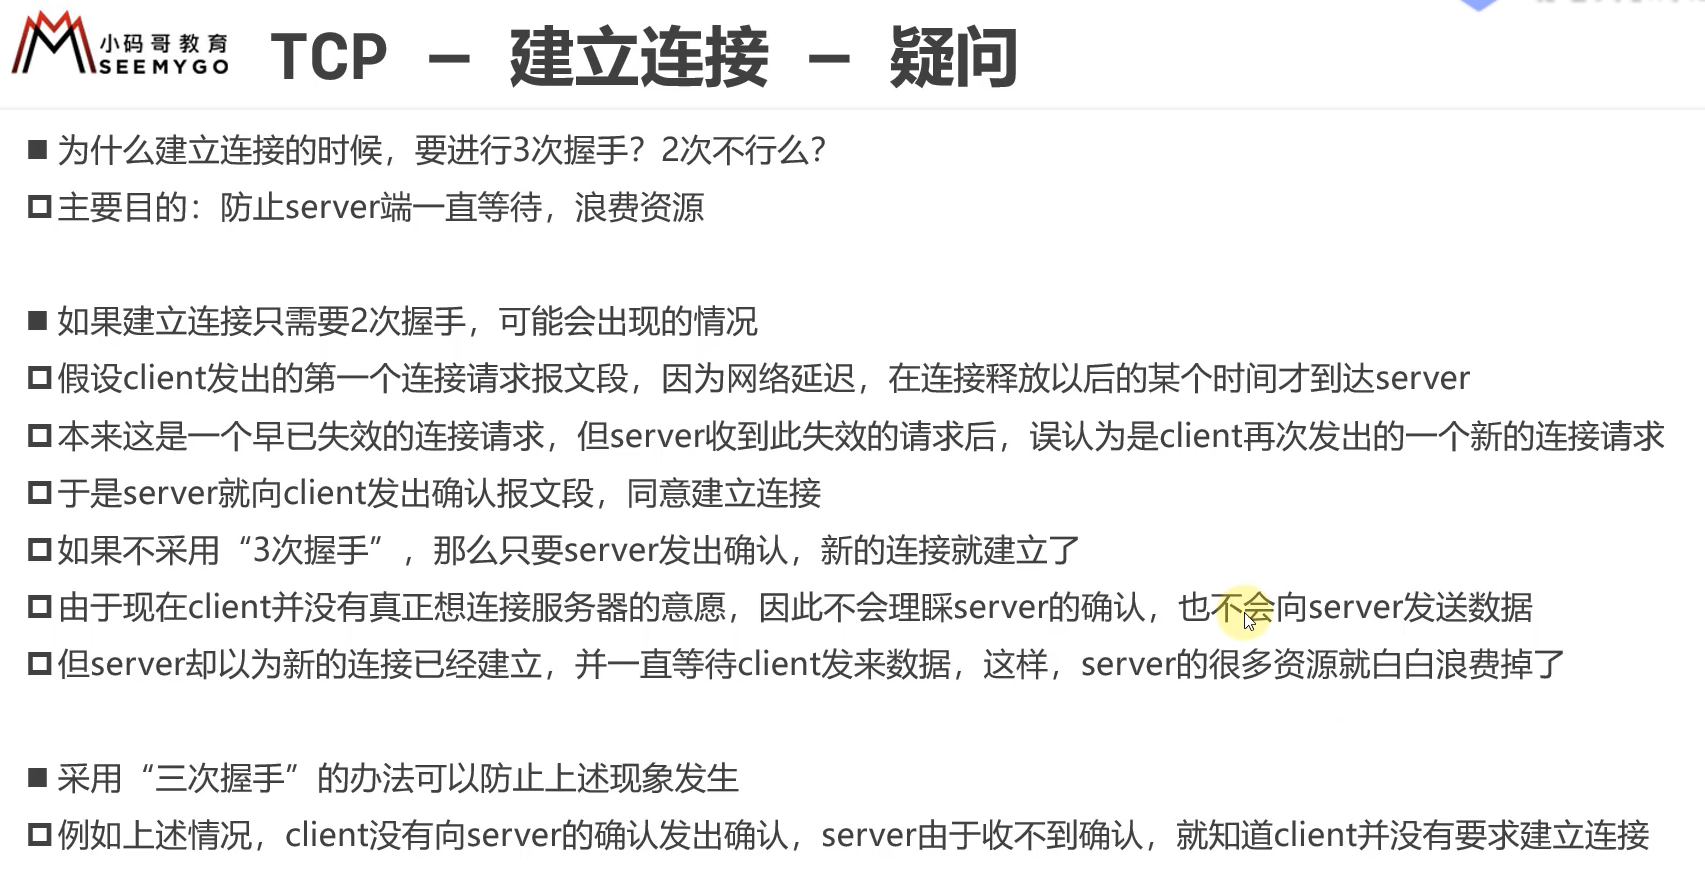 小码哥教育
SEEMYGO
TCP – 建立连接 – 疑问
为什么建立连接的时候，要进行3次握手？2次不行么？
主要目的：防止server端一直等待，浪费资源
如果建立连接只需要2次握手，可能会出现的情况
假设client发出的第一个连接请求报文段，因为网络延迟，在连接释放以后的某个时间才到达server
本来这是一个早已失效的连接请求，但server收到此失效的请求后，误认为是client再次发出的一个新的连接请求
于是server就向client发出确认报文段，同意建立连接
如果不采用“3次握手”，那么只要server发出确认，新的连接就建立了
由于现在client并没有真正想连接服务器的意愿，因此不会理睬server的确认，也不会向server发送数据
但server却以为新的连接已经建立，并一直等待client发来数据，这样，server的很多资源就白白浪费掉了
采用“三次握手”的办法可以防止上述现象发生
例如上述情况，client没有向server的确认发出确认，server由于收不到确认，就知道client并没有要求建立连接